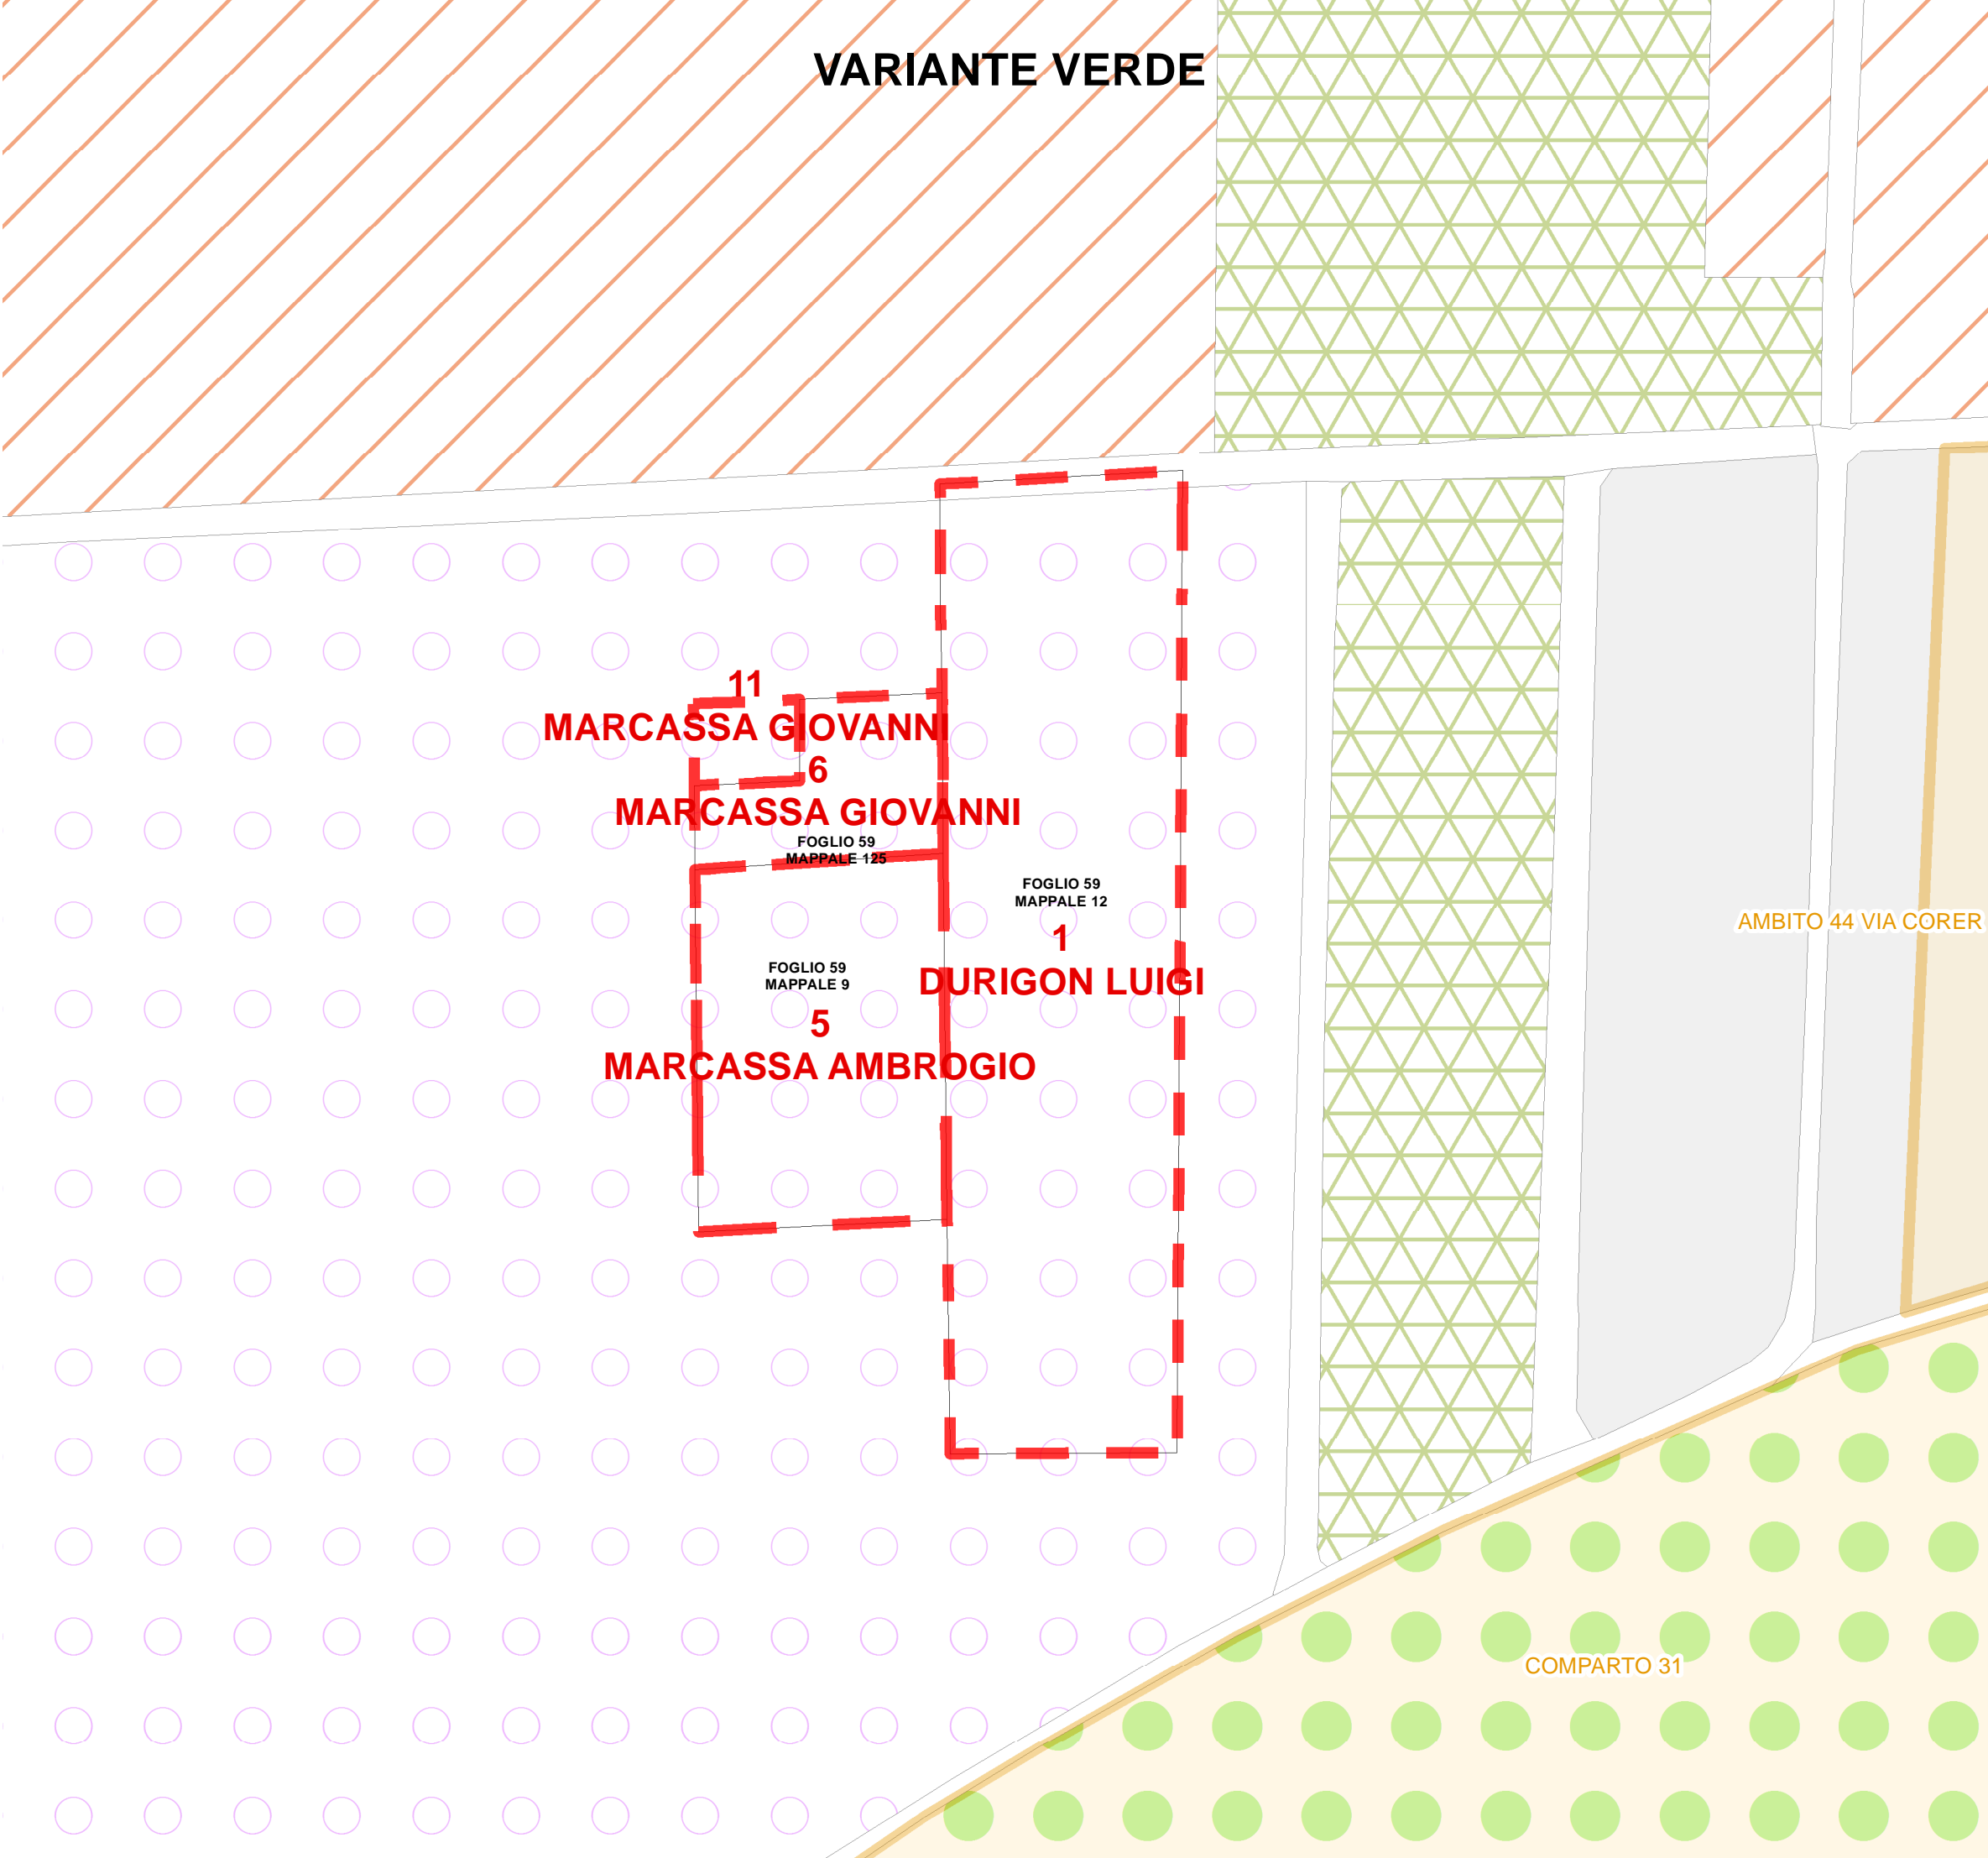 VARIANTE VERDE
11
MARCASSA GIOVANNI
6
MARCASSA GIOVANNI
FOGLIO 59
MAPPALE 125
FOGLIO 59
MAPPALE 12
1
DURIGON LUIGI
AMBITO 44 VIA CORER
FOGLIO 59
MAPPALE 9
5
MARCASSA AMBROGIO
COMPARTO 31